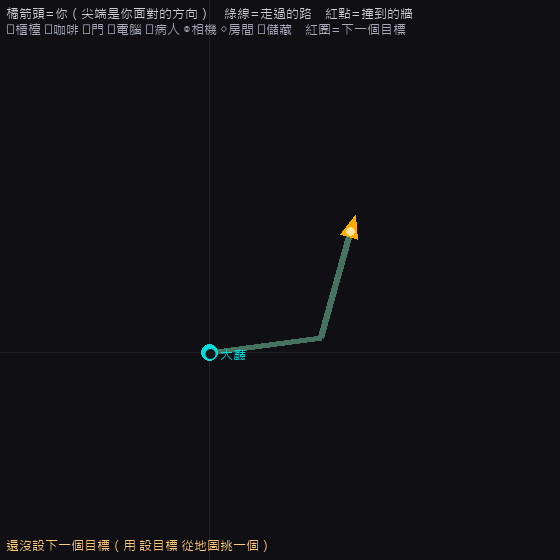 橘箭頭=你（尖端是你面對的方向）　綠線=走過的路　紅點=撞到的牆
▯櫃檯 ▯咖啡 ▯門 ▯電腦 ▯病人 ◉相機 ◇房間 ▯儲藏　紅圈=下一個目標
大廳
還沒設下一個目標（用 設目標 從地圖挑一個）